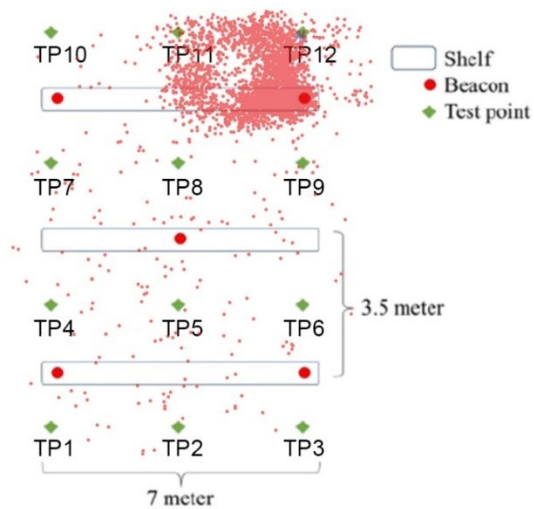 TP10 TP11 TP12
Shelf
Beacon
Test point
TP7 TP8 TP9
TP4 TP5 TP6
3.5 meter
TP1 TP2 TP3
7 meter